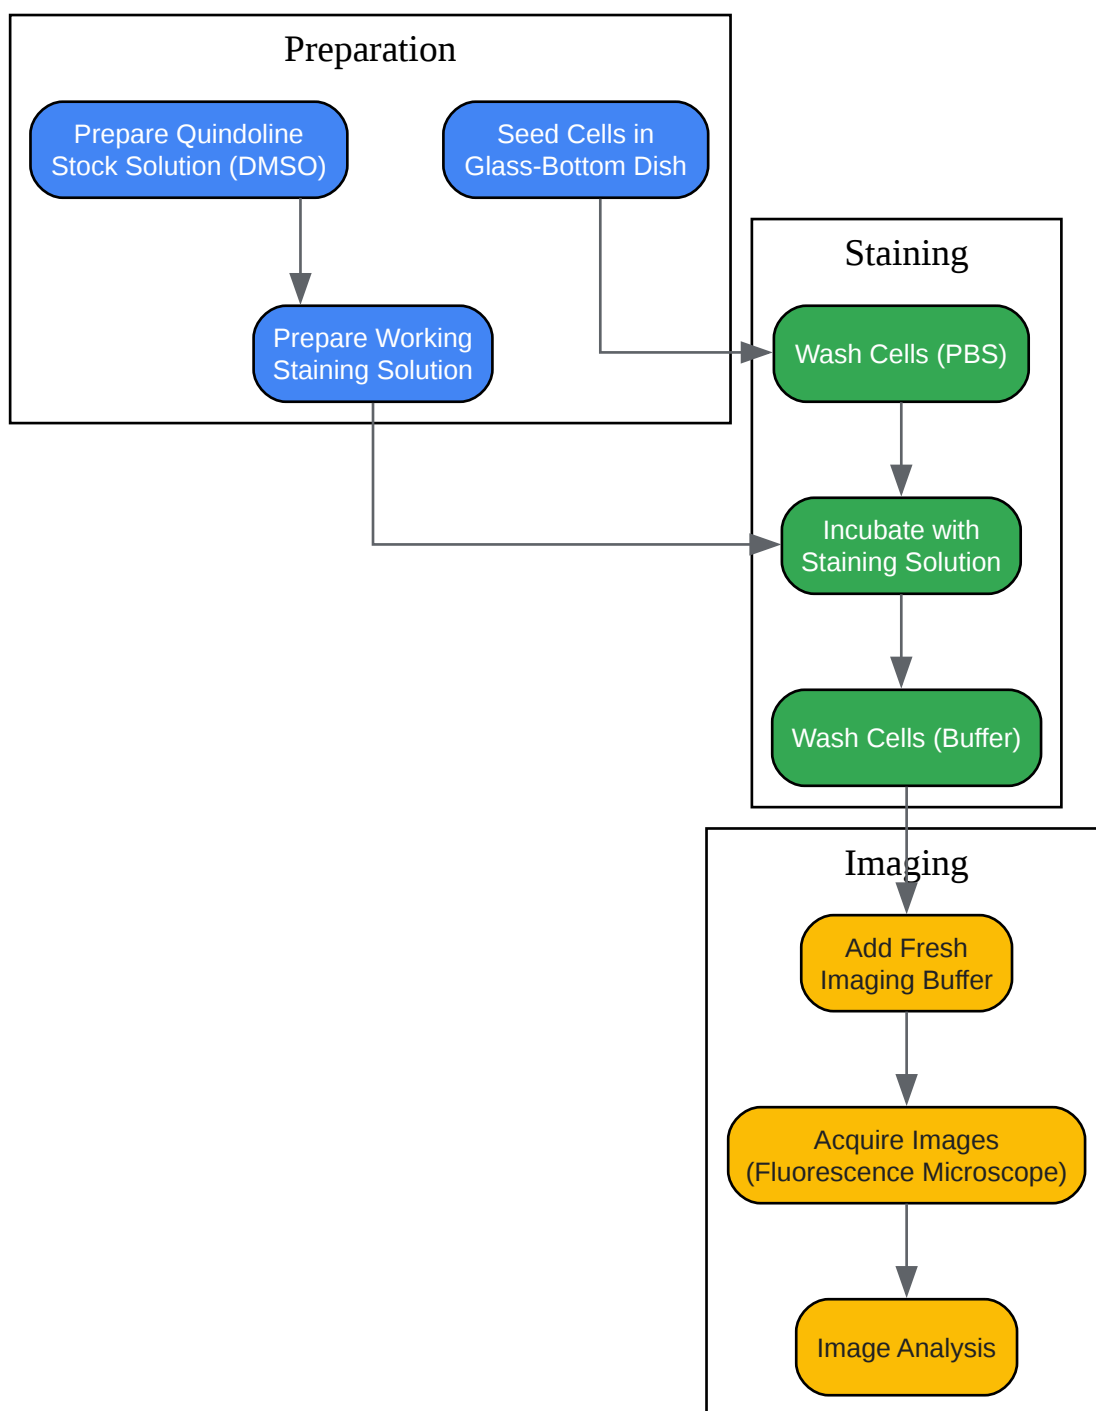 Preparation
Prepare Quindoline
Stock Solution (DMSO)
Seed Cells in
Glass-Bottom Dish
Prepare Working
Staining Solution
Staining
Wash Cells (PBS)
Incubate with
Staining Solution
Wash Cells (Buffer)
Imaging
Add Fresh
Imaging Buffer
Acquire Images
(Fluorescence Microscope)
Image Analysis